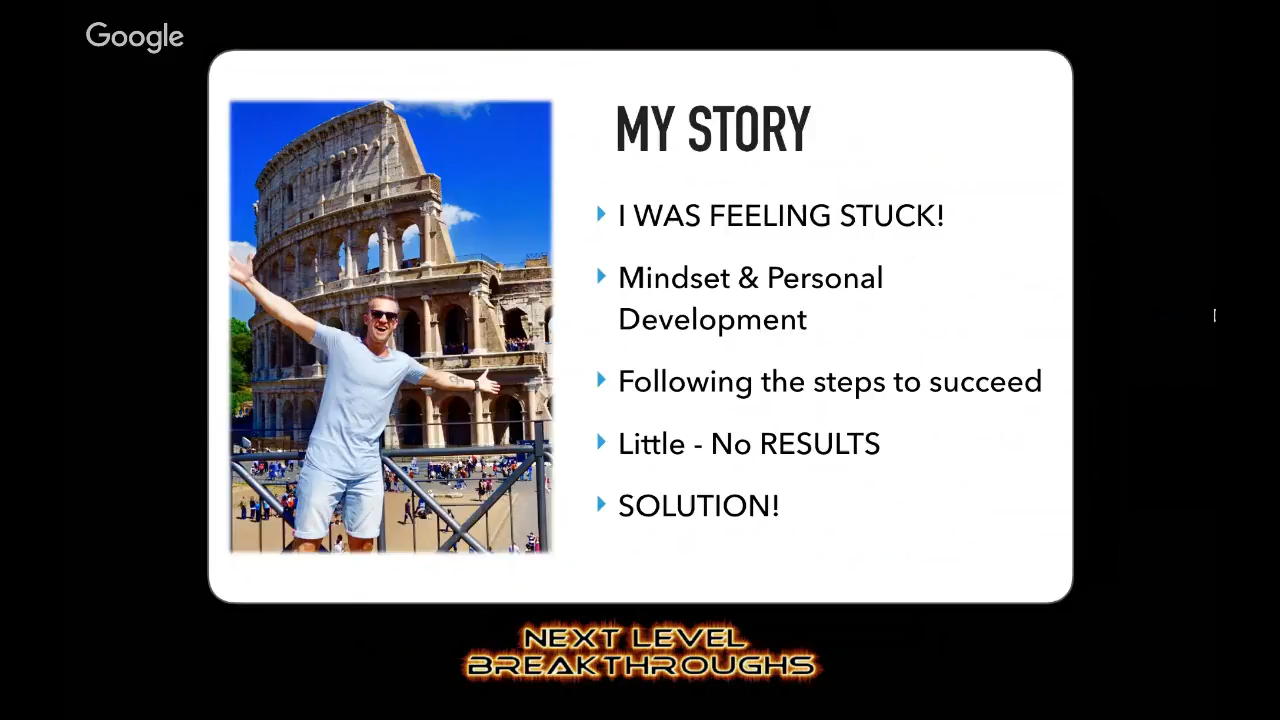 Google
MY STORY
I WAS FEELING STUCK!
Mindset & Personal
Development
Following the steps to succeed
Little - No RESULTS
SOLUTION!
NEXT LEVEL
BREAKTHROUGHS